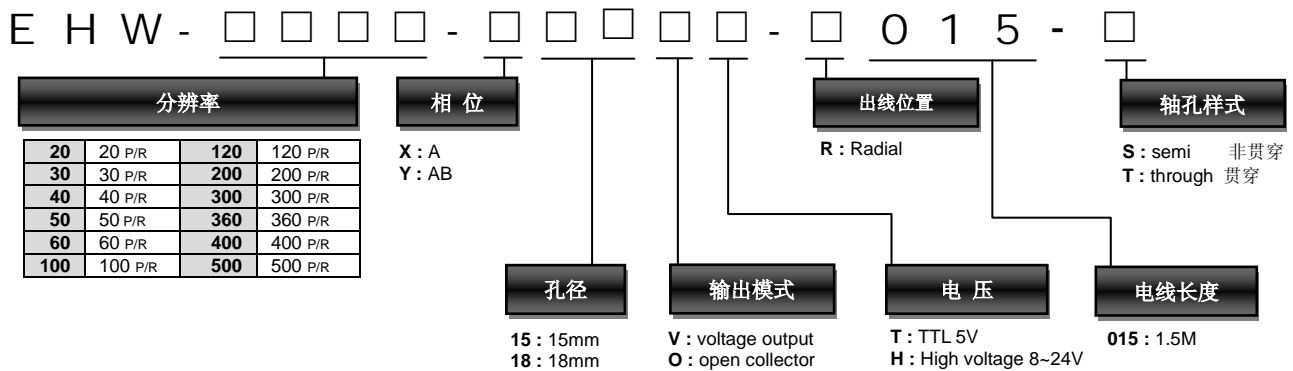 EHW-□□□□-□□□□□-□015-□
分辨率
相 位
出线位置
轴孔样式
20 20 P/R 120 120 P/R
30 30 P/R 200 200 P/R
40 40 P/R 300 300 P/R
50 50 P/R 360 360 P/R
60 60 P/R 400 400 P/R
100 100 P/R 500 500 P/R
X : A
Y : AB
R : Radial
S : semi 非贯穿
T : through 贯穿
孔径
输出模式
电 压
电线长度
15 : 15mm
18 : 18mm
V : voltage output
O : open collector
T : TTL 5V
H : High voltage 8~24V
015 : 1.5M